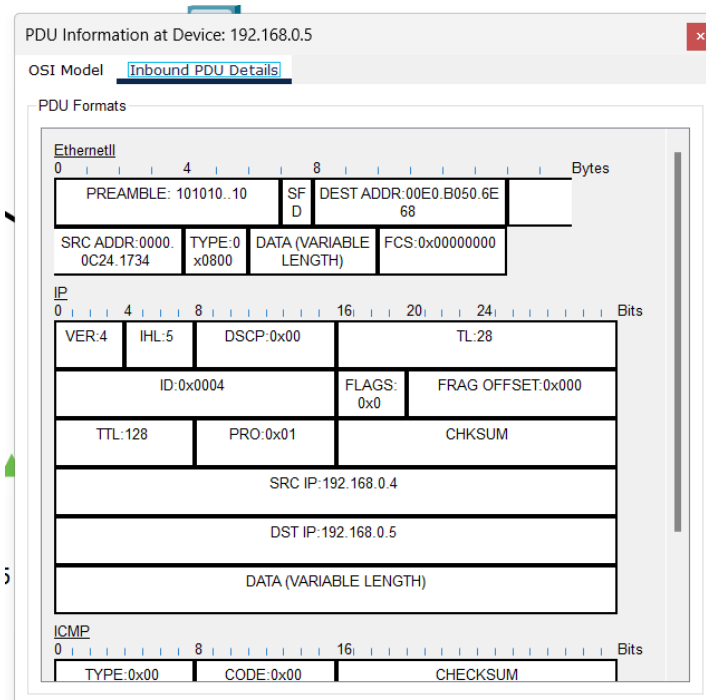 PDU Information at Device: 192.168.0.5
×
OSI Model Inbound PDU Details
PDU Formats
EthernetII
0 4 8 Bytes
PREAMBLE: 101010..10
SF
D
DEST ADDR:00E0.B050.6E
68
SRC ADDR:0000.
0C24.1734
TYPE:0
x0800
DATA (VARIABLE
LENGTH)
FCS:0x00000000
IP
0 4 8 16 20 24 Bits
VER:4 IHL:5 DSCP:0x00 TL:28
ID:0x0004
FLAGS:
0x0
FRAG OFFSET:0x000
TTL:128 PRO:0x01 CHKSUM
SRC IP:192.168.0.4
DST IP:192.168.0.5
DATA (VARIABLE LENGTH)
ICMP
0 8 16 Bits
TYPE:0x00 CODE:0x00 CHECKSUM